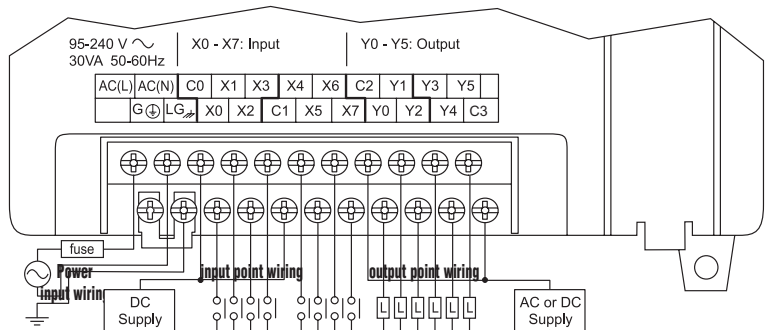 95-240 V ~ X0 - X7: Input Y0 - Y5: Output
30VA 50-60Hz
AC(L) AC(N) C0 X1 X3 X4 X6 C2 Y1 Y3 Y5
G LG X0 X2 C1 X5 X7 Y0 Y2 Y4 C3
fuse
Power input wiring
input point wiring
output point wiring
DC Supply
L L L L L L
AC or DC Supply